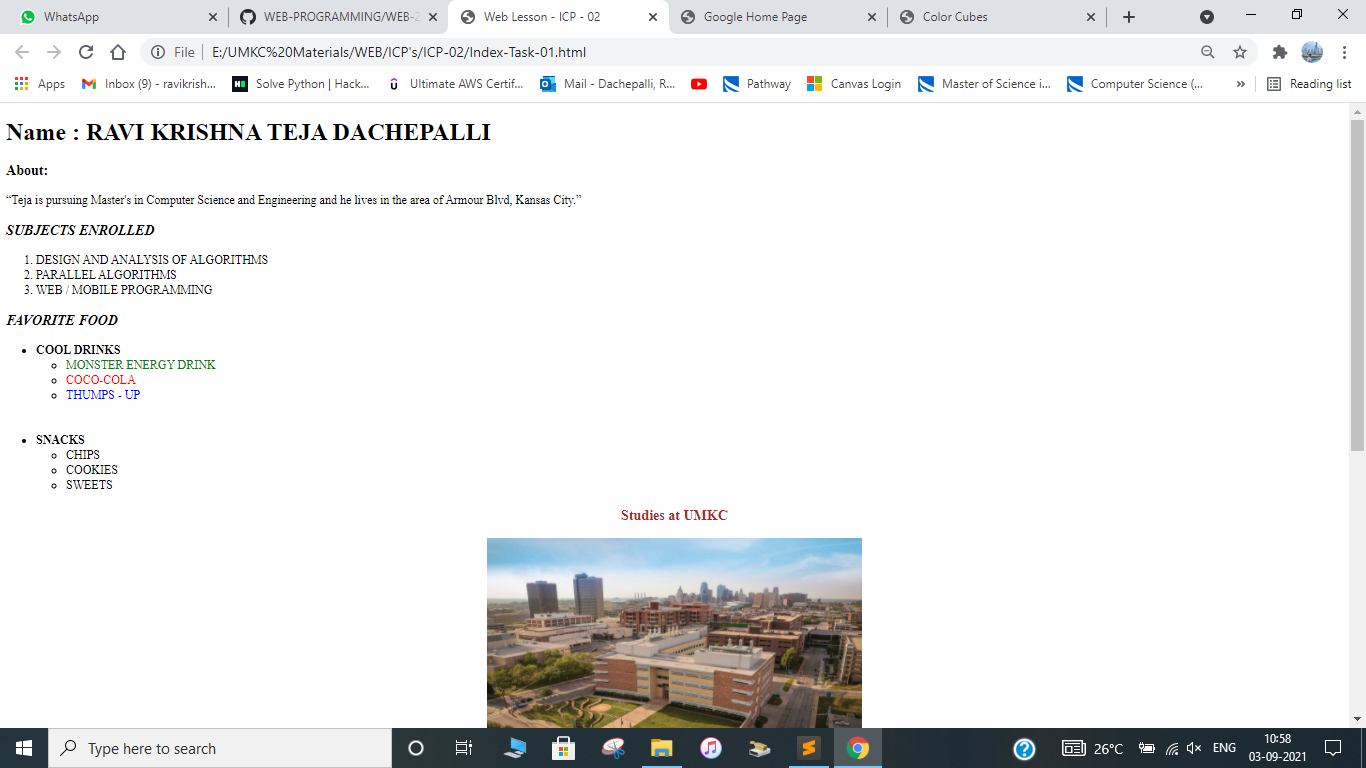 WhatsApp
WEB-PROGRAMMING/WEB-2
Web Lesson - ICP - 02
Google Home Page
Color Cubes
File
E:/UMKC%20Materials/WEB/ICP's/ICP-02/Index-Task-01.html
Apps
Inbox (9) - ravikrish...
Solve Python | Hack...
Ultimate AWS Certif...
Mail - Dachepalli, R...
Pathway
Canvas Login
Master of Science i...
Computer Science (...
»
Reading list
Name : RAVI KRISHNA TEJA DACHEPALLI
About:
“Teja is pursuing Master's in Computer Science and Engineering and he lives in the area of Armour Blvd, Kansas City.”
SUBJECTS ENROLLED
1. DESIGN AND ANALYSIS OF ALGORITHMS
2. PARALLEL ALGORITHMS
3. WEB / MOBILE PROGRAMMING
FAVORITE FOOD
COOL DRINKS
MONSTER ENERGY DRINK
COCO-COLA
THUMPS - UP
SNACKS
CHIPS
COOKIES
SWEETS
Studies at UMKC
Type here to search
26°C
ENG
10:58
03-09-2021